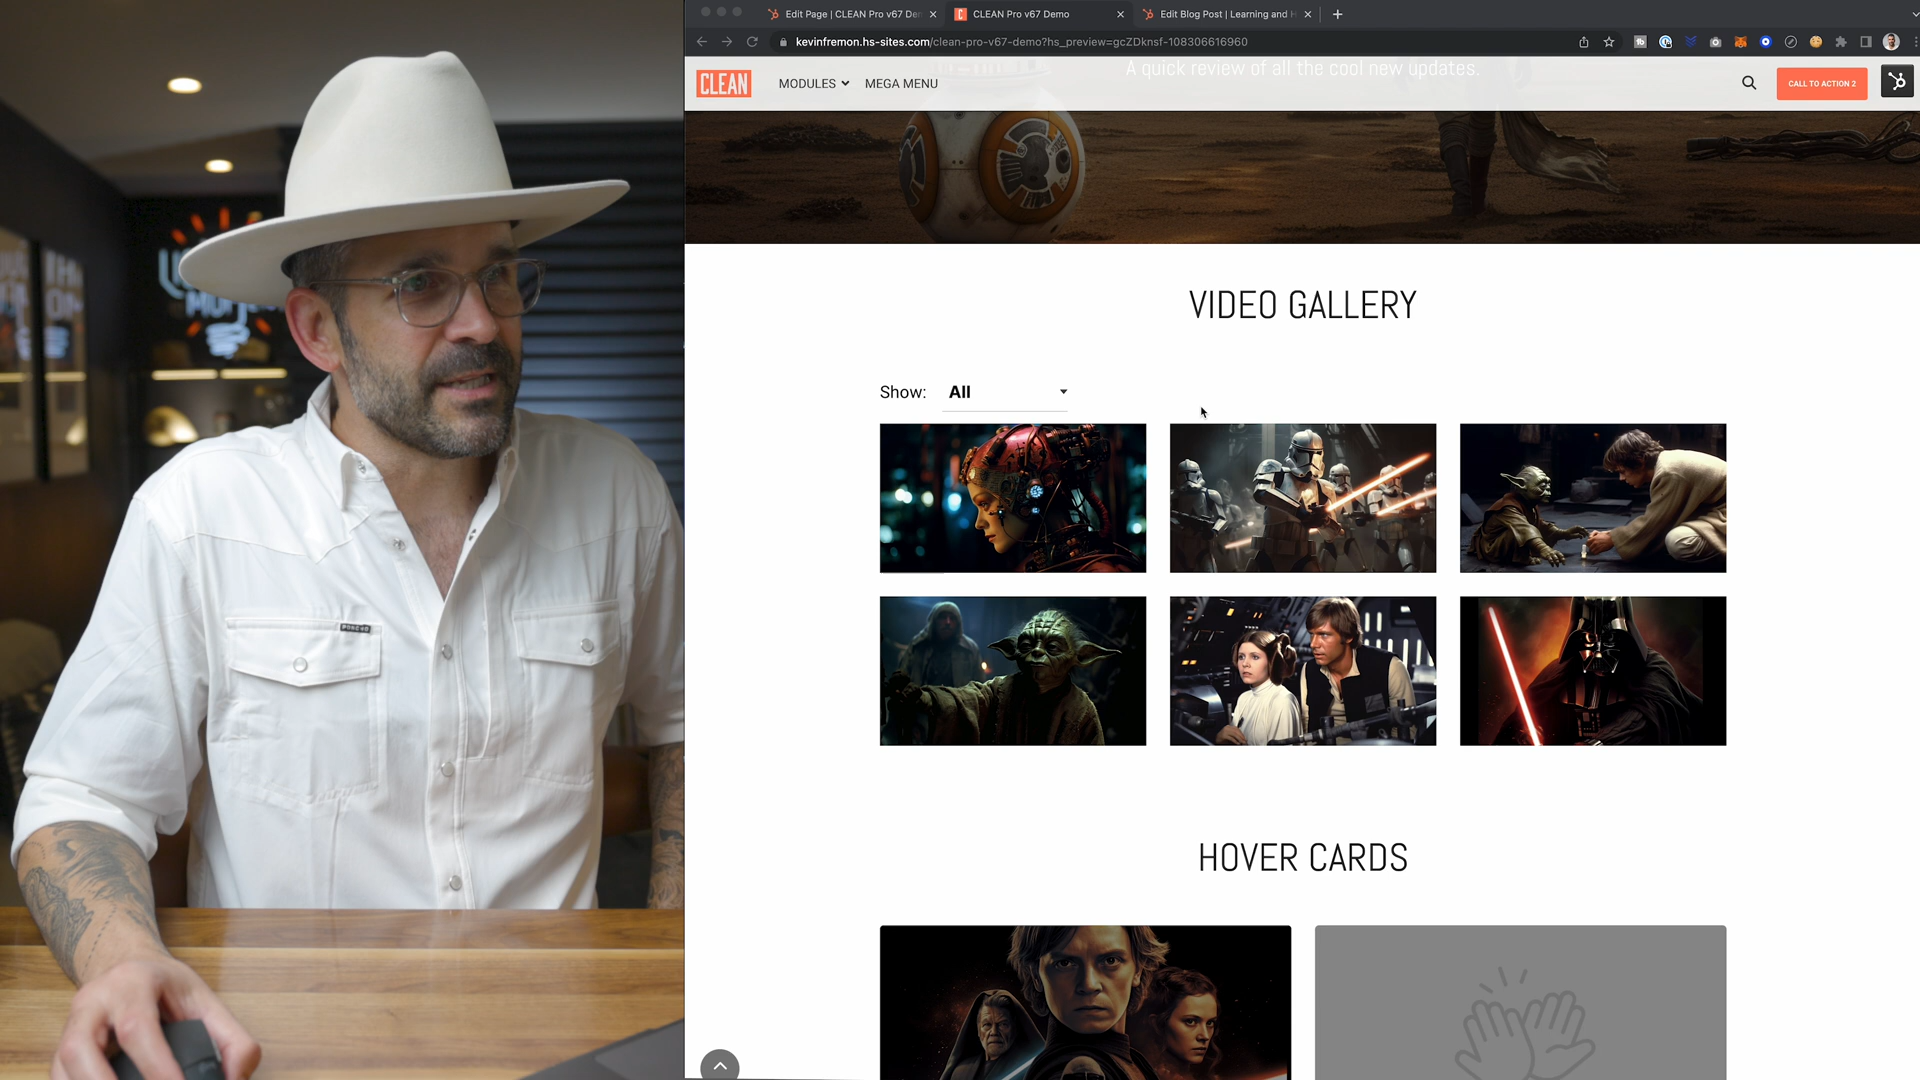 Edit Page | CLEAN Pro v67 De
CLEAN Pro v67 Demo
Edit Blog Post | Learning and H
kevinfremon.hs-sites.com/clean-pro-v67-demo?hs_preview=gcZDknsf-108306616960
A quick review of all the cool new updates.
CLEAN
MODULES
MEGA MENU
CALL TO ACTION 2
VIDEO GALLERY
Show: All
HOVER CARDS